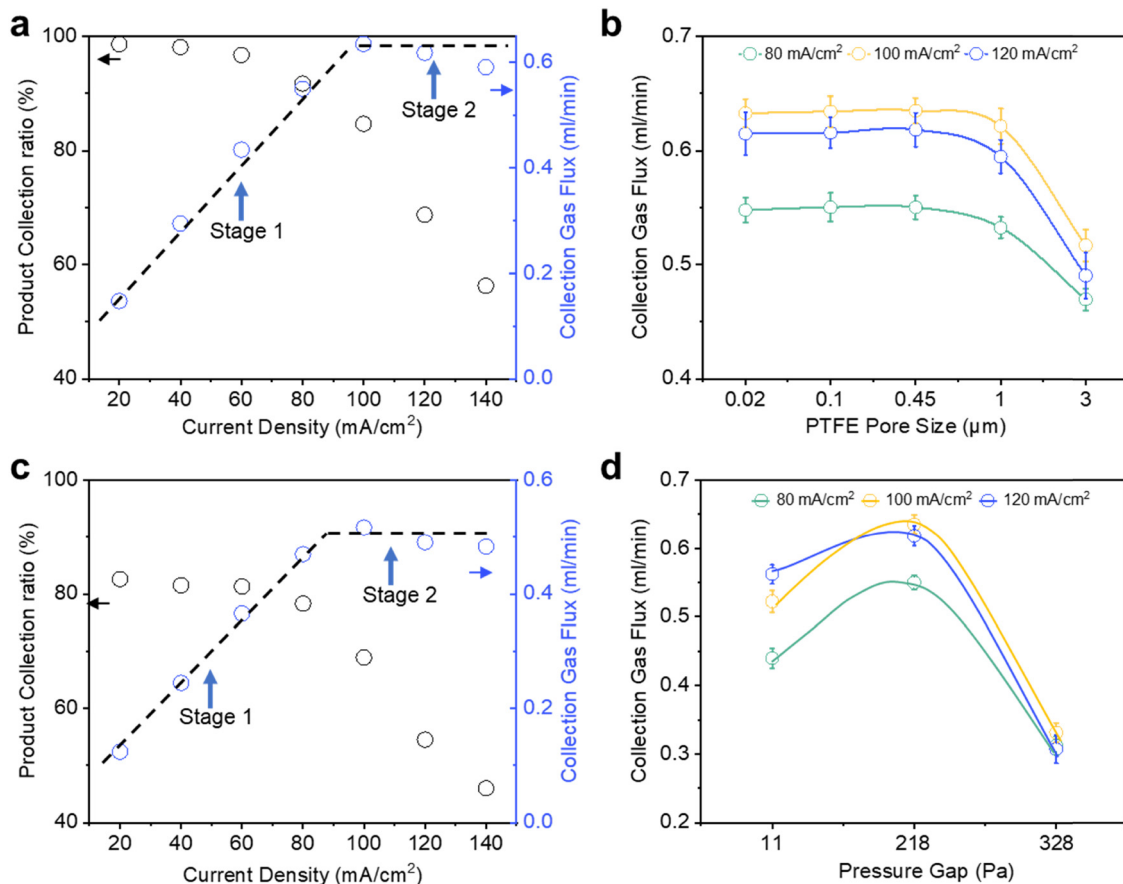 a
100
80
60
40
Product Collection ratio (%)
20 40 60 80 100 120 140
Current Density (mA/cm²)
0.6
0.4
0.2
0.0
Collection Gas Flux (ml/min)
Stage 1
Stage 2
b
0.7
0.6
0.5
0.4
Collection Gas Flux (ml/min)
80 mA/cm² 100 mA/cm² 120 mA/cm²
0.02 0.1 0.45 1 3
PTFE Pore Size (μm)
c
100
80
60
40
Product Collection ratio (%)
20 40 60 80 100 120 140
Current Density (mA/cm²)
0.6
0.4
0.2
0.0
Collection Gas Flux (ml/min)
Stage 1
Stage 2
d
0.7
0.6
0.5
0.4
0.3
0.2
Collection Gas Flux (ml/min)
80 mA/cm² 100 mA/cm² 120 mA/cm²
11 218 328
Pressure Gap (Pa)